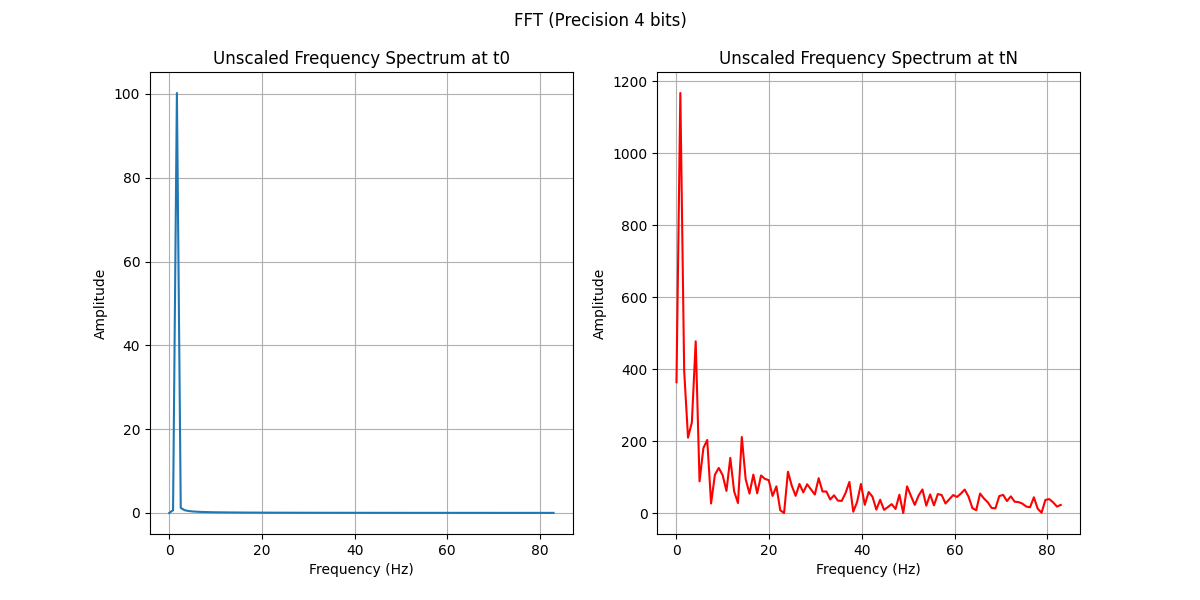 FFT (Precision 4 bits)
Unscaled Frequency Spectrum at t0
Unscaled Frequency Spectrum at tN
100
80
60
40
20
0
Amplitude
0 20 40 60 80
Frequency (Hz)
1200
1000
800
600
400
200
0
Amplitude
0 20 40 60 80
Frequency (Hz)